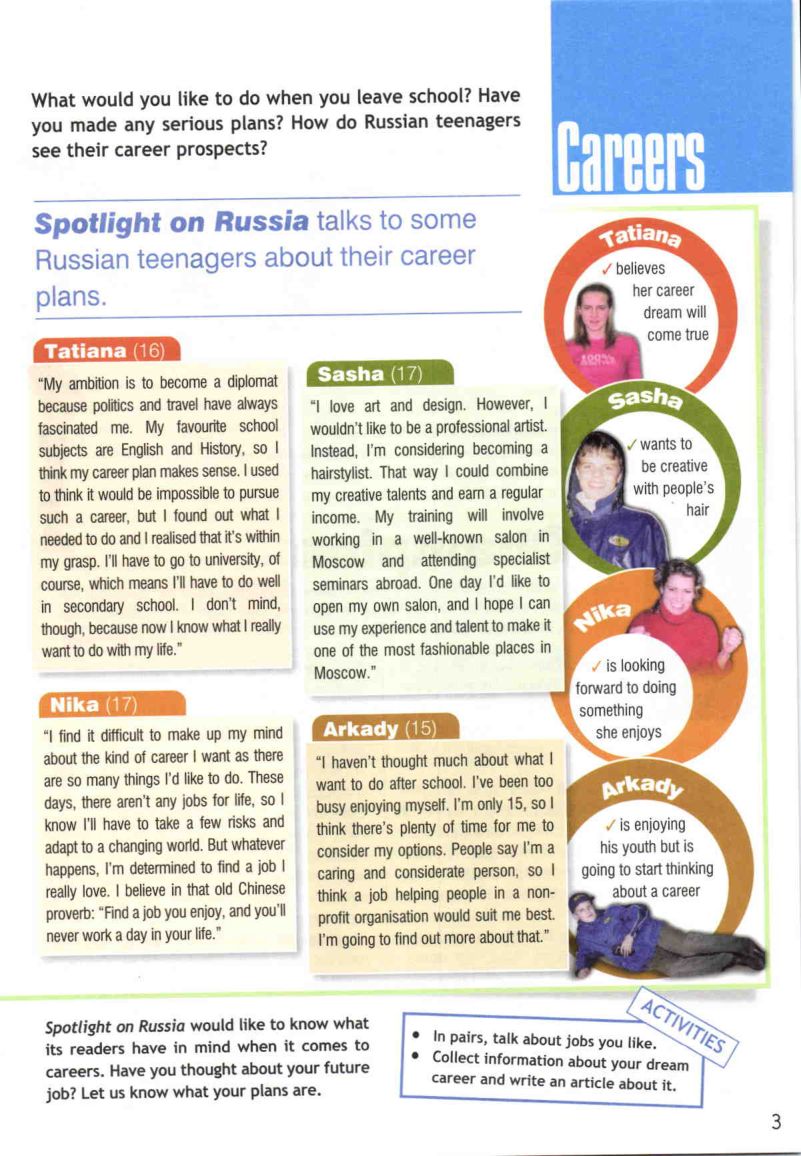 What would you like to do when you leave school? Have
you made any serious plans? How do Russian teenagers
see their career prospects?
Careers
Spotlight on Russia talks to some
Russian teenagers about their career
plans.
Tatiana (16)
"My ambition is to become a diplomat
because politics and travel have always
fascinated me. My favourite school
subjects are English and History, so I
think my career plan makes sense. I used
to think it would be impossible to pursue
such a career, but I found out what I
needed to do and I realised that it's within
my grasp. I'll have to go to university, of
course, which means I'll have to do well
in secondary school. I don't mind,
though, because now I know what I really
want to do with my life."
Sasha (17)
"I love art and design. However, I
wouldn't like to be a professional artist.
Instead, I'm considering becoming a
hairstylist. That way I could combine
my creative talents and earn a regular
income. My training will involve
working in a well-known salon in
Moscow and attending specialist
seminars abroad. One day I'd like to
open my own salon, and I hope I can
use my experience and talent to make it
one of the most fashionable places in
Moscow."
Nika (17)
"I find it difficult to make up my mind
about the kind of career I want as there
are so many things I'd like to do. These
days, there aren't any jobs for life, so I
know I'll have to take a few risks and
adapt to a changing world. But whatever
happens, I'm determined to find a job I
really love. I believe in that old Chinese
proverb: "Find a job you enjoy, and you'll
never work a day in your life."
Arkady (15)
"I haven't thought much about what I
want to do after school. I've been too
busy enjoying myself. I'm only 15, so I
think there's plenty of time for me to
consider my options. People say I'm a
caring and considerate person, so I
think a job helping people in a non-
profit organisation would suit me best.
I'm going to find out more about that."
Tatiana
✓ believes
her career
dream will
come true
100%
Sasha
✓ wants to
be creative
with people's
hair
Nika
✓ is looking
forward to doing
something
she enjoys
Arkady
✓ is enjoying
his youth but is
going to start thinking
about a career
Spotlight on Russia would like to know what
its readers have in mind when it comes to
careers. Have you thought about your future
job? Let us know what your plans are.
ACTIVITIES
• In pairs, talk about jobs you like.
• Collect information about your dream
career and write an article about it.
3